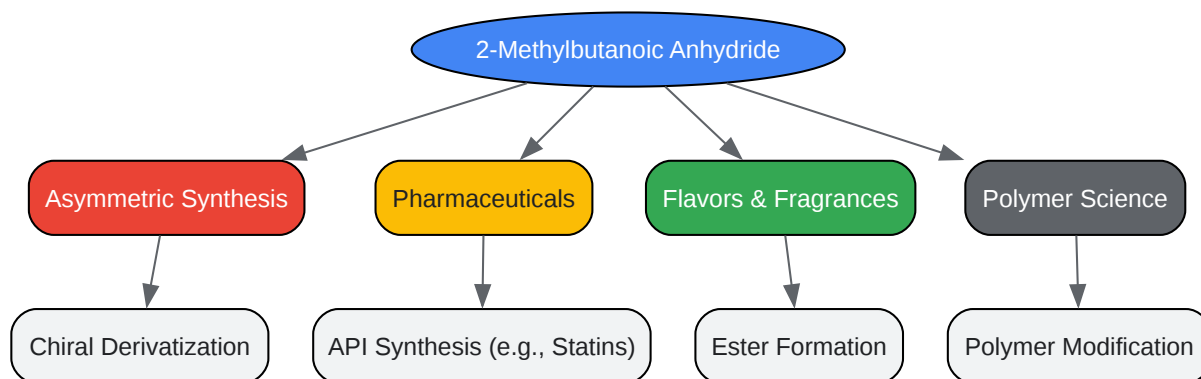 2-Methylbutanoic Anhydride
Asymmetric Synthesis
Pharmaceuticals
Flavors & Fragrances
Polymer Science
Chiral Derivatization
API Synthesis (e.g., Statins)
Ester Formation
Polymer Modification